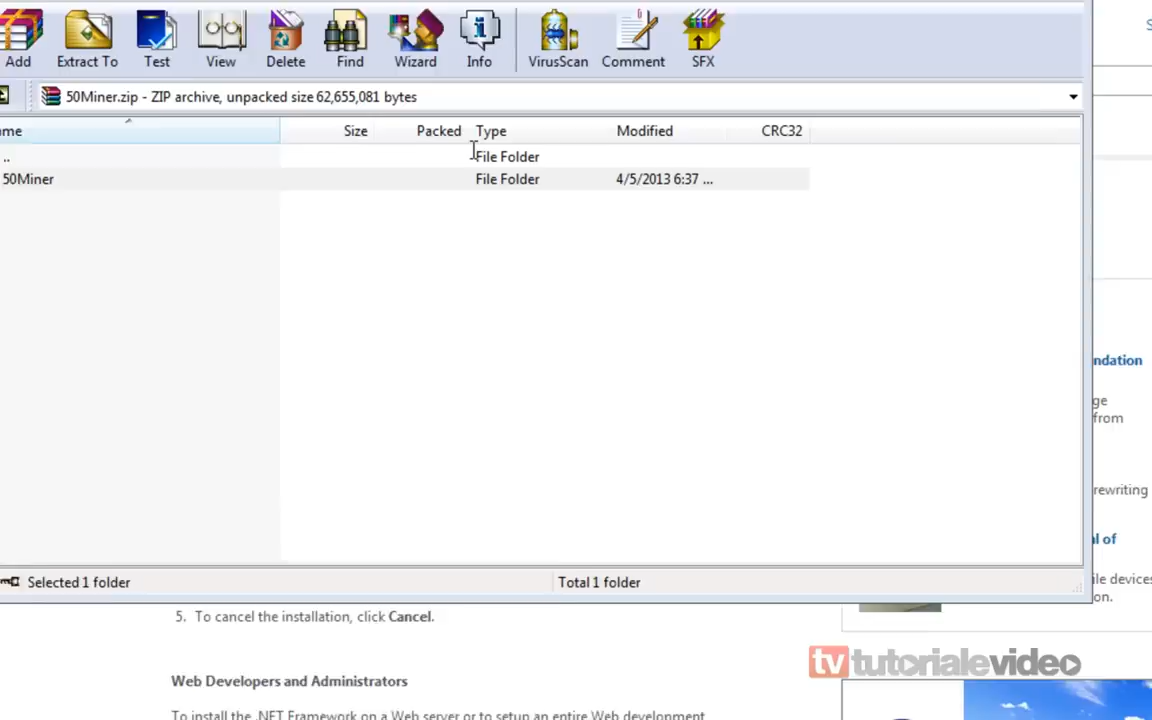 Add Extract To Test View Delete Find Wizard Info VirusScan Comment SFX
50Miner.zip - ZIP archive, unpacked size 62,655,081 bytes
ame Size Packed Type Modified CRC32
.. File Folder
50Miner File Folder 4/5/2013 6:37 ...
ndation
ge
from
rewriting
al of
ile devices
on.
Selected 1 folder Total 1 folder
5. To cancel the installation, click Cancel.
tv tutorialevideo
Web Developers and Administrators
To install the .NET Framework on a Web server or to setup an entire Web development